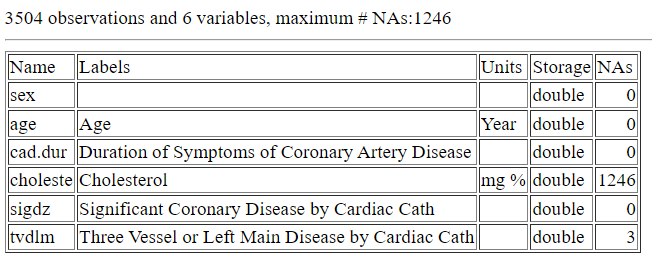 3504 observations and 6 variables, maximum # NAs:1246
Name Labels Units Storage NAs
sex double 0
age Age Year double 0
cad.dur Duration of Symptoms of Coronary Artery Disease double 0
choleste Cholesterol mg % double 1246
sigdz Significant Coronary Disease by Cardiac Cath double 0
tvdlm Three Vessel or Left Main Disease by Cardiac Cath double 3